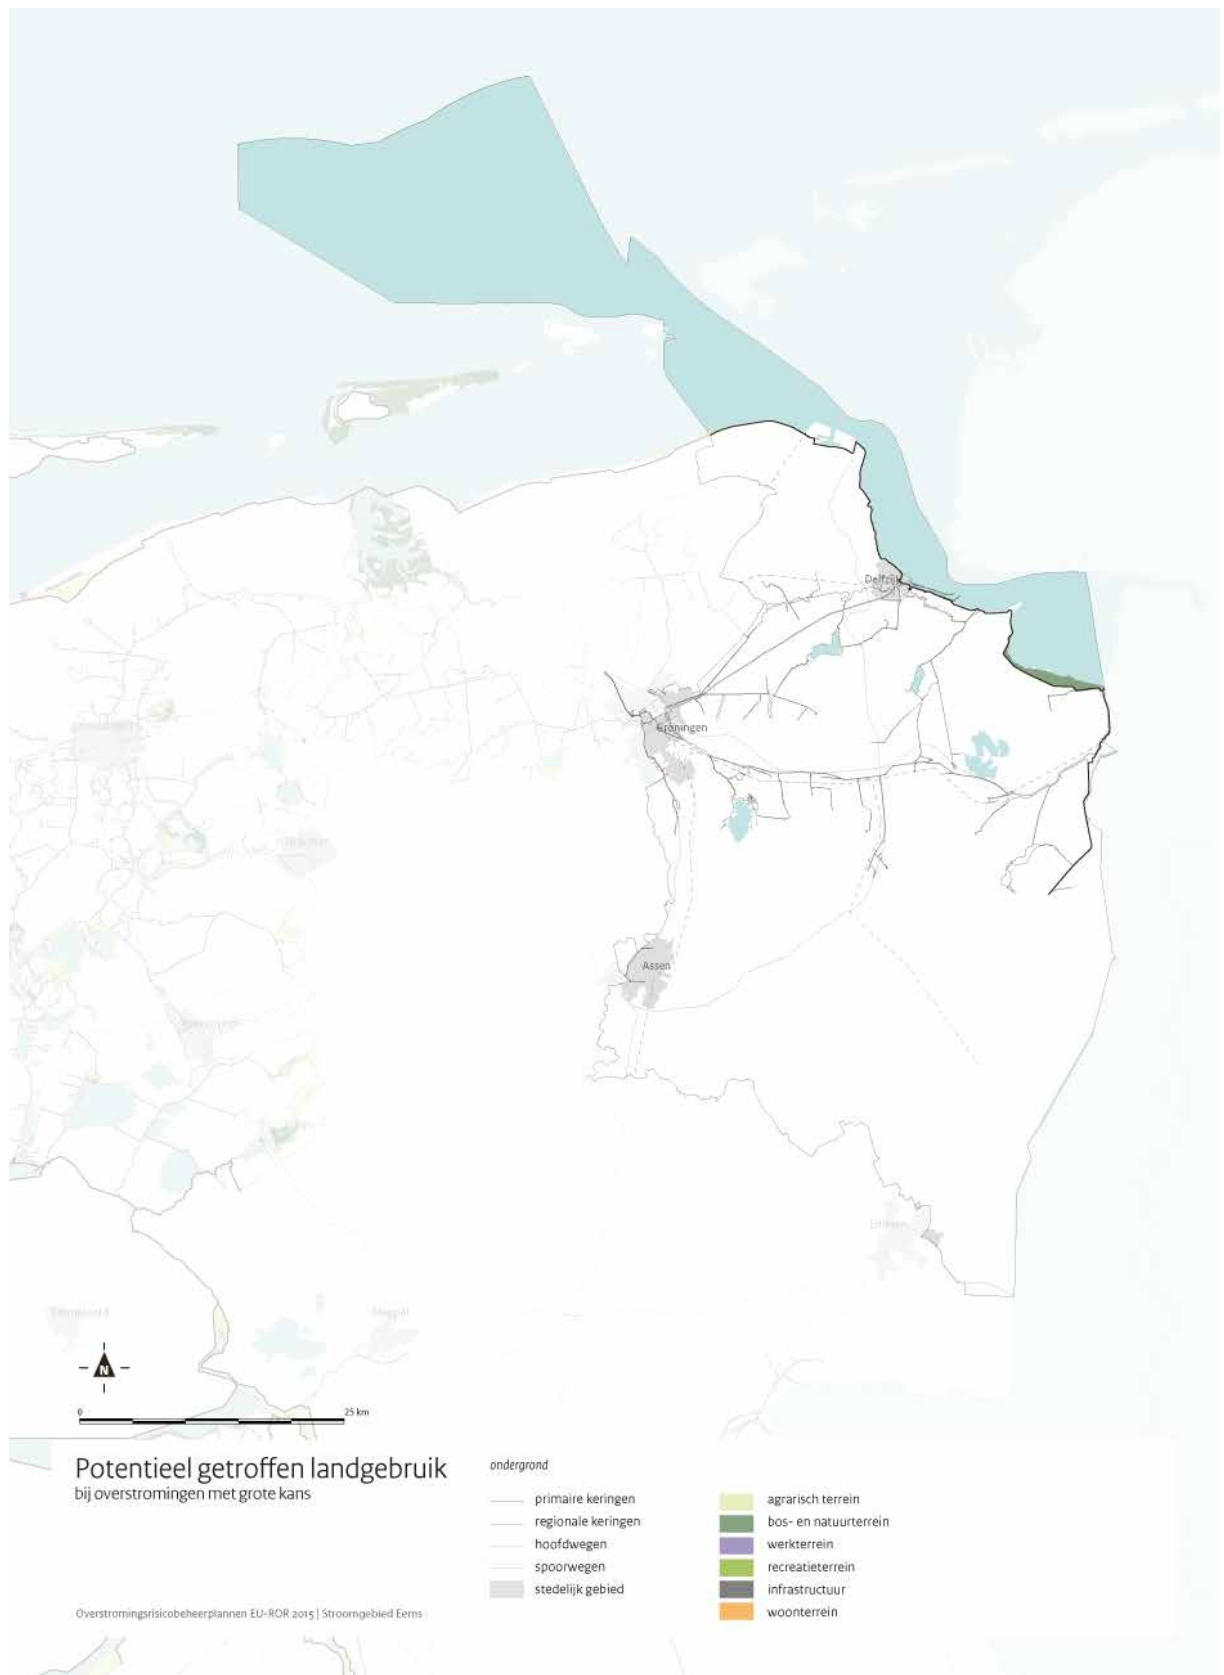 Delfzijl
Groningen
Assen
Emmen
Meppel
N
0
25 km
Potentieel getroffen landgebruik
bij overstromingen met grote kans
ondergrond
primaire keringen
regionale keringen
hoofdwegen
spoorwegen
stedelijk gebied
agrarisch terrein
bos- en natuurterrein
werkterrein
recreatieterrein
infrastructuur
woonterrein
Overstromingsrisicobeheerplannen EU-ROR 2015 | Stroomgebied Eems